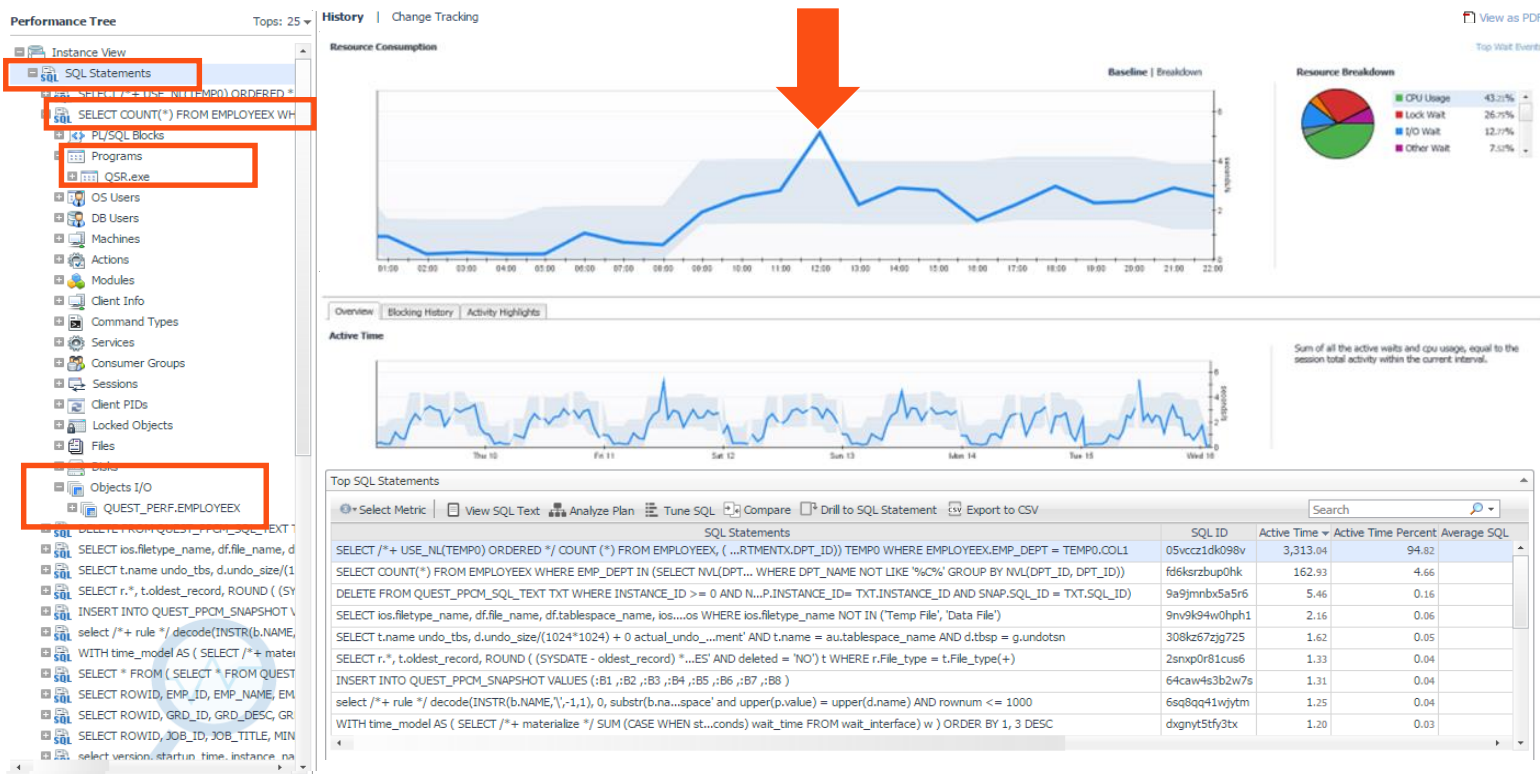 Performance Tree Tops: 25
Instance View
SQL Statements
SELECT /*+ USE_NL(TEMP0) ORDERED *
SELECT COUNT(*) FROM EMPLOYEEX WH
PL/SQL Blocks
Programs
QSR.exe
OS Users
DB Users
Machines
Actions
Modules
Client Info
Command Types
Services
Consumer Groups
Sessions
Client PIDs
Locked Objects
Files
Disks
Objects I/O
QUEST_PERF.EMPLOYEEX
DELETE FROM QUEST_PPCM_SQL_TEXT T
SELECT ios.filetype_name, df.file_name, d
SELECT t.name undo_tbs, d.undo_size/(1
SELECT r.*, t.oldest_record, ROUND ( (SY
INSERT INTO QUEST_PPCM_SNAPSHOT V
select /*+ rule */ decode(INSTR(b.NAME,
WITH time_model AS ( SELECT /*+ mater
SELECT * FROM ( SELECT * FROM QUEST
SELECT ROWID, EMP_ID, EMP_NAME, EM
SELECT ROWID, GRD_ID, GRD_DESC, GR
SELECT ROWID, JOB_ID, JOB_TITLE, MIN
select version, startup_time, instance_na
History | Change Tracking
View as PDF
Resource Consumption
Top Wait Events
Baseline | Breakdown
6
4
2
0
01:00 02:00 03:00 04:00 05:00 06:00 07:00 08:00 09:00 10:00 11:00 12:00 13:00 14:00 15:00 16:00 17:00 18:00 19:00 20:00 21:00 22:00
Resource Breakdown
CPU Usage 43.21%
Lock Wait 26.75%
I/O Wait 12.77%
Other Wait 7.52%
Overview Blocking History Activity Highlights
Active Time
6
4
2
0
Thu 10 Fri 11 Sat 12 Sun 13 Mon 14 Tue 15 Wed 16
Sum of all the active waits and cpu usage, equal to the
session total activity within the current interval.
Top SQL Statements
Select Metric View SQL Text Analyze Plan Tune SQL Compare Drill to SQL Statement Export to CSV Search
SQL Statements SQL ID Active Time Active Time Percent Average SQL
SELECT /*+ USE_NL(TEMP0) ORDERED */ COUNT (*) FROM EMPLOYEEX, ( ...RTMENTX.DPT_ID)) TEMP0 WHERE EMPLOYEEX.EMP_DEPT = TEMP0.COL1 05vccz1dk098v 3,313.04 94.82
SELECT COUNT(*) FROM EMPLOYEEX WHERE EMP_DEPT IN (SELECT NVL(DPT... WHERE DPT_NAME NOT LIKE '%C%' GROUP BY NVL(DPT_ID, DPT_ID)) fd6ksrzbup0hk 162.93 4.66
DELETE FROM QUEST_PPCM_SQL_TEXT TXT WHERE INSTANCE_ID >= 0 AND N...P.INSTANCE_ID= TXT.INSTANCE_ID AND SNAP.SQL_ID = TXT.SQL_ID) 9a9jmnbx5a5r6 5.46 0.16
SELECT ios.filetype_name, df.file_name, df.tablespace_name, ios....os WHERE ios.filetype_name NOT IN ('Temp File', 'Data File') 9nv9k94w0hph1 2.16 0.06
SELECT t.name undo_tbs, d.undo_size/(1024*1024) + 0 actual_undo_...ment' AND t.name = au.tablespace_name AND d.tbsp = g.undotsn 308kz67zjg725 1.62 0.05
SELECT r.*, t.oldest_record, ROUND ( (SYSDATE - oldest_record) *...ES' AND deleted = 'NO') t WHERE r.File_type = t.File_type(+) 2snxp0r81cus6 1.33 0.04
INSERT INTO QUEST_PPCM_SNAPSHOT VALUES (:B1 ,:B2 ,:B3 ,:B4 ,:B5 ,:B6 ,:B7 ,:B8 ) 64caw4s3b2w7s 1.31 0.04
select /*+ rule */ decode(INSTR(b.NAME,'\',-1,1), 0, substr(b.na...space' and upper(p.value) = upper(d.name) AND rownum <= 1000 6sq8qq41wjytm 1.25 0.04
WITH time_model AS ( SELECT /*+ materialize */ SUM (CASE WHEN st...conds) wait_time FROM wait_interface) w ) ORDER BY 1, 3 DESC dxgnyt5tfy3tx 1.20 0.03